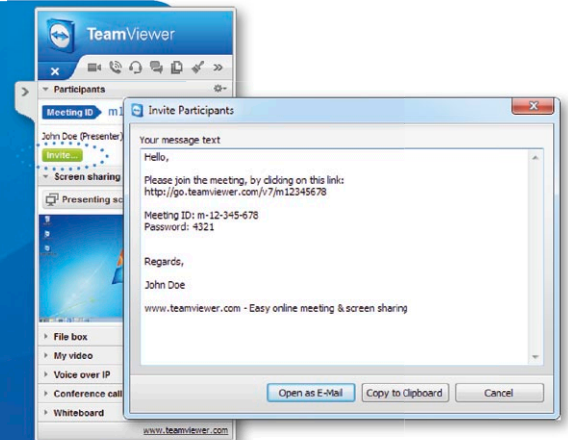 TeamViewer
Participants
Meeting ID m1
John Doe (Presenter)
Invite...
Screen sharing
Presenting sc
File box
My video
Voice over IP
Conference call
Whiteboard
www.teamviewer.com
Invite Participants
Your message text
Hello,
Please join the meeting, by clicking on this link:
http://go.teamviewer.com/v7/m12345678
Meeting ID: m-12-345-678
Password: 4321
Regards,
John Doe
www.teamviewer.com - Easy online meeting & screen sharing
Open as E-Mail
Copy to Clipboard
Cancel